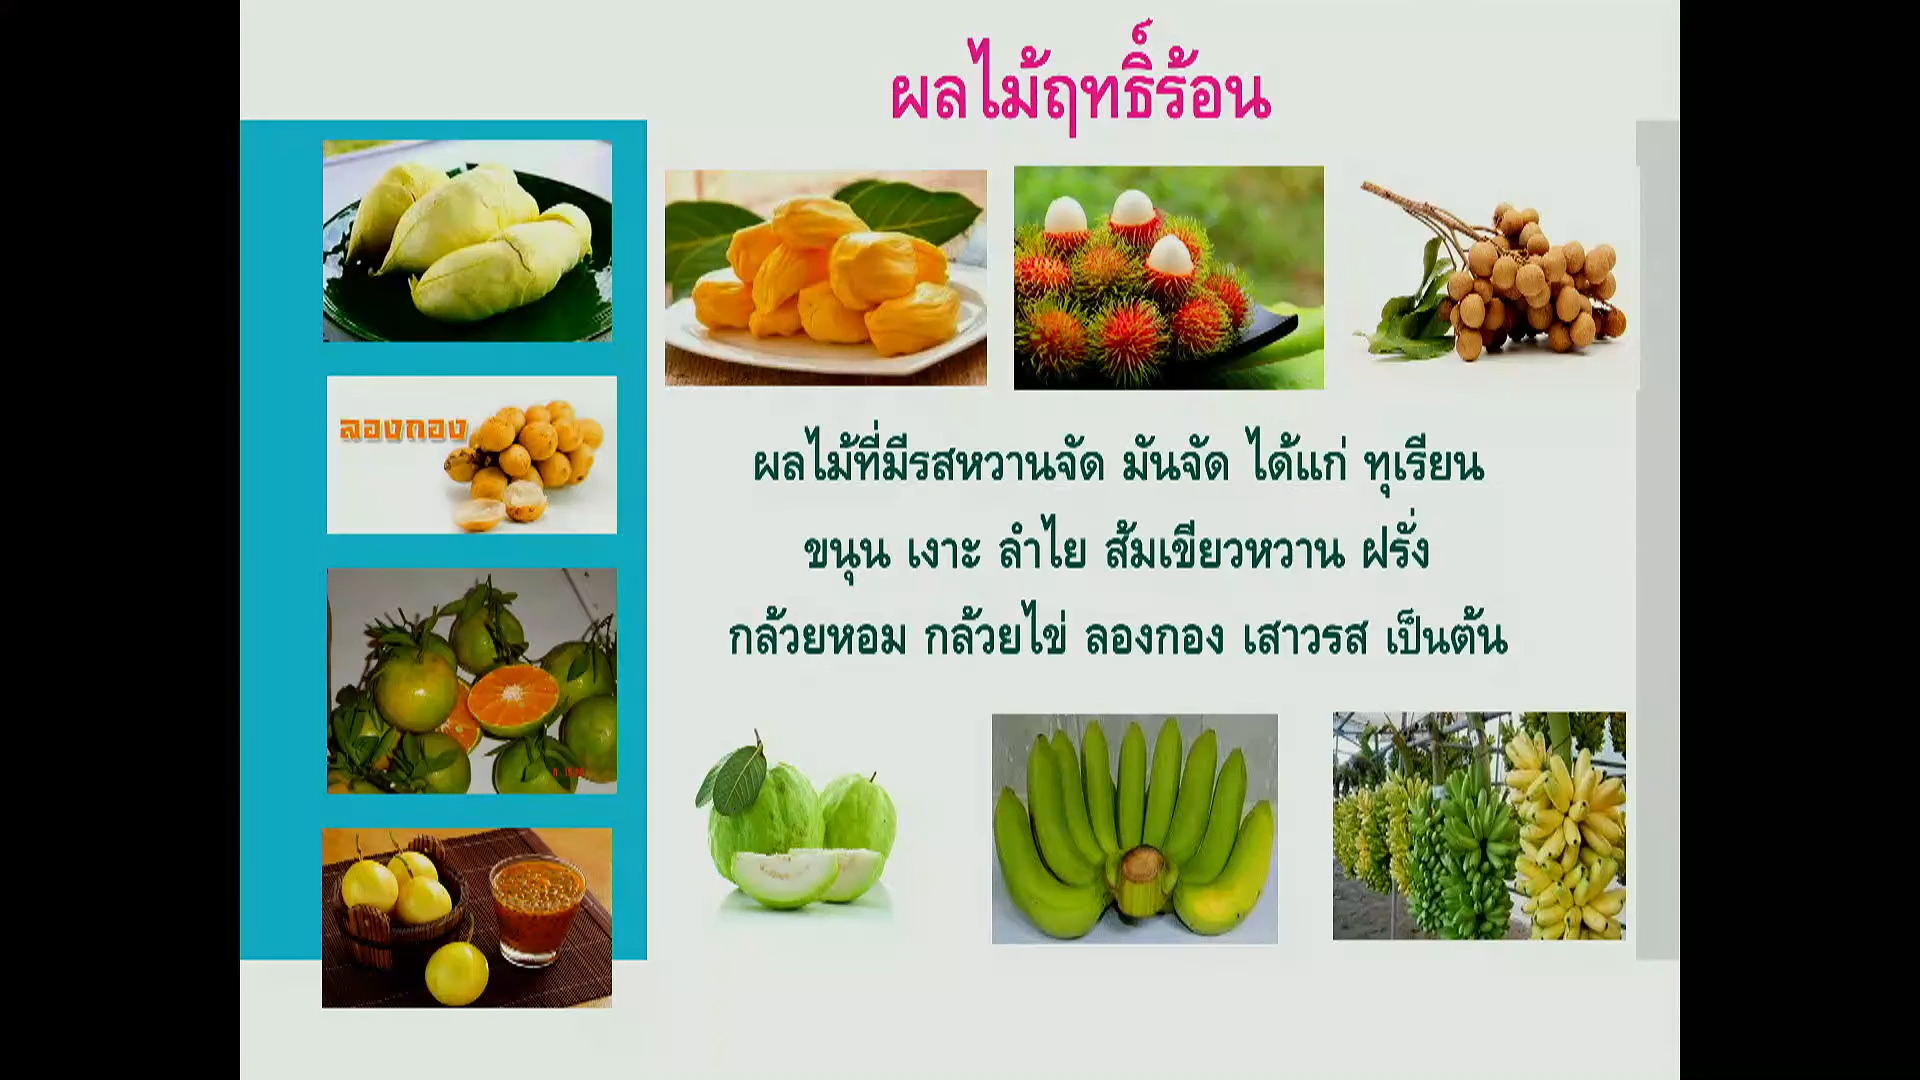 ผลไม้ฤทธิ์ร้อน
ลองกอง
ผลไม้ที่มีรสหวานจัด มันจัด ได้แก่ ทุเรียน
ขนุน เงาะ ลำไย ส้มเขียวหวาน ฝรั่ง
กล้วยหอม กล้วยไข่ ลองกอง เสาวรส เป็นต้น